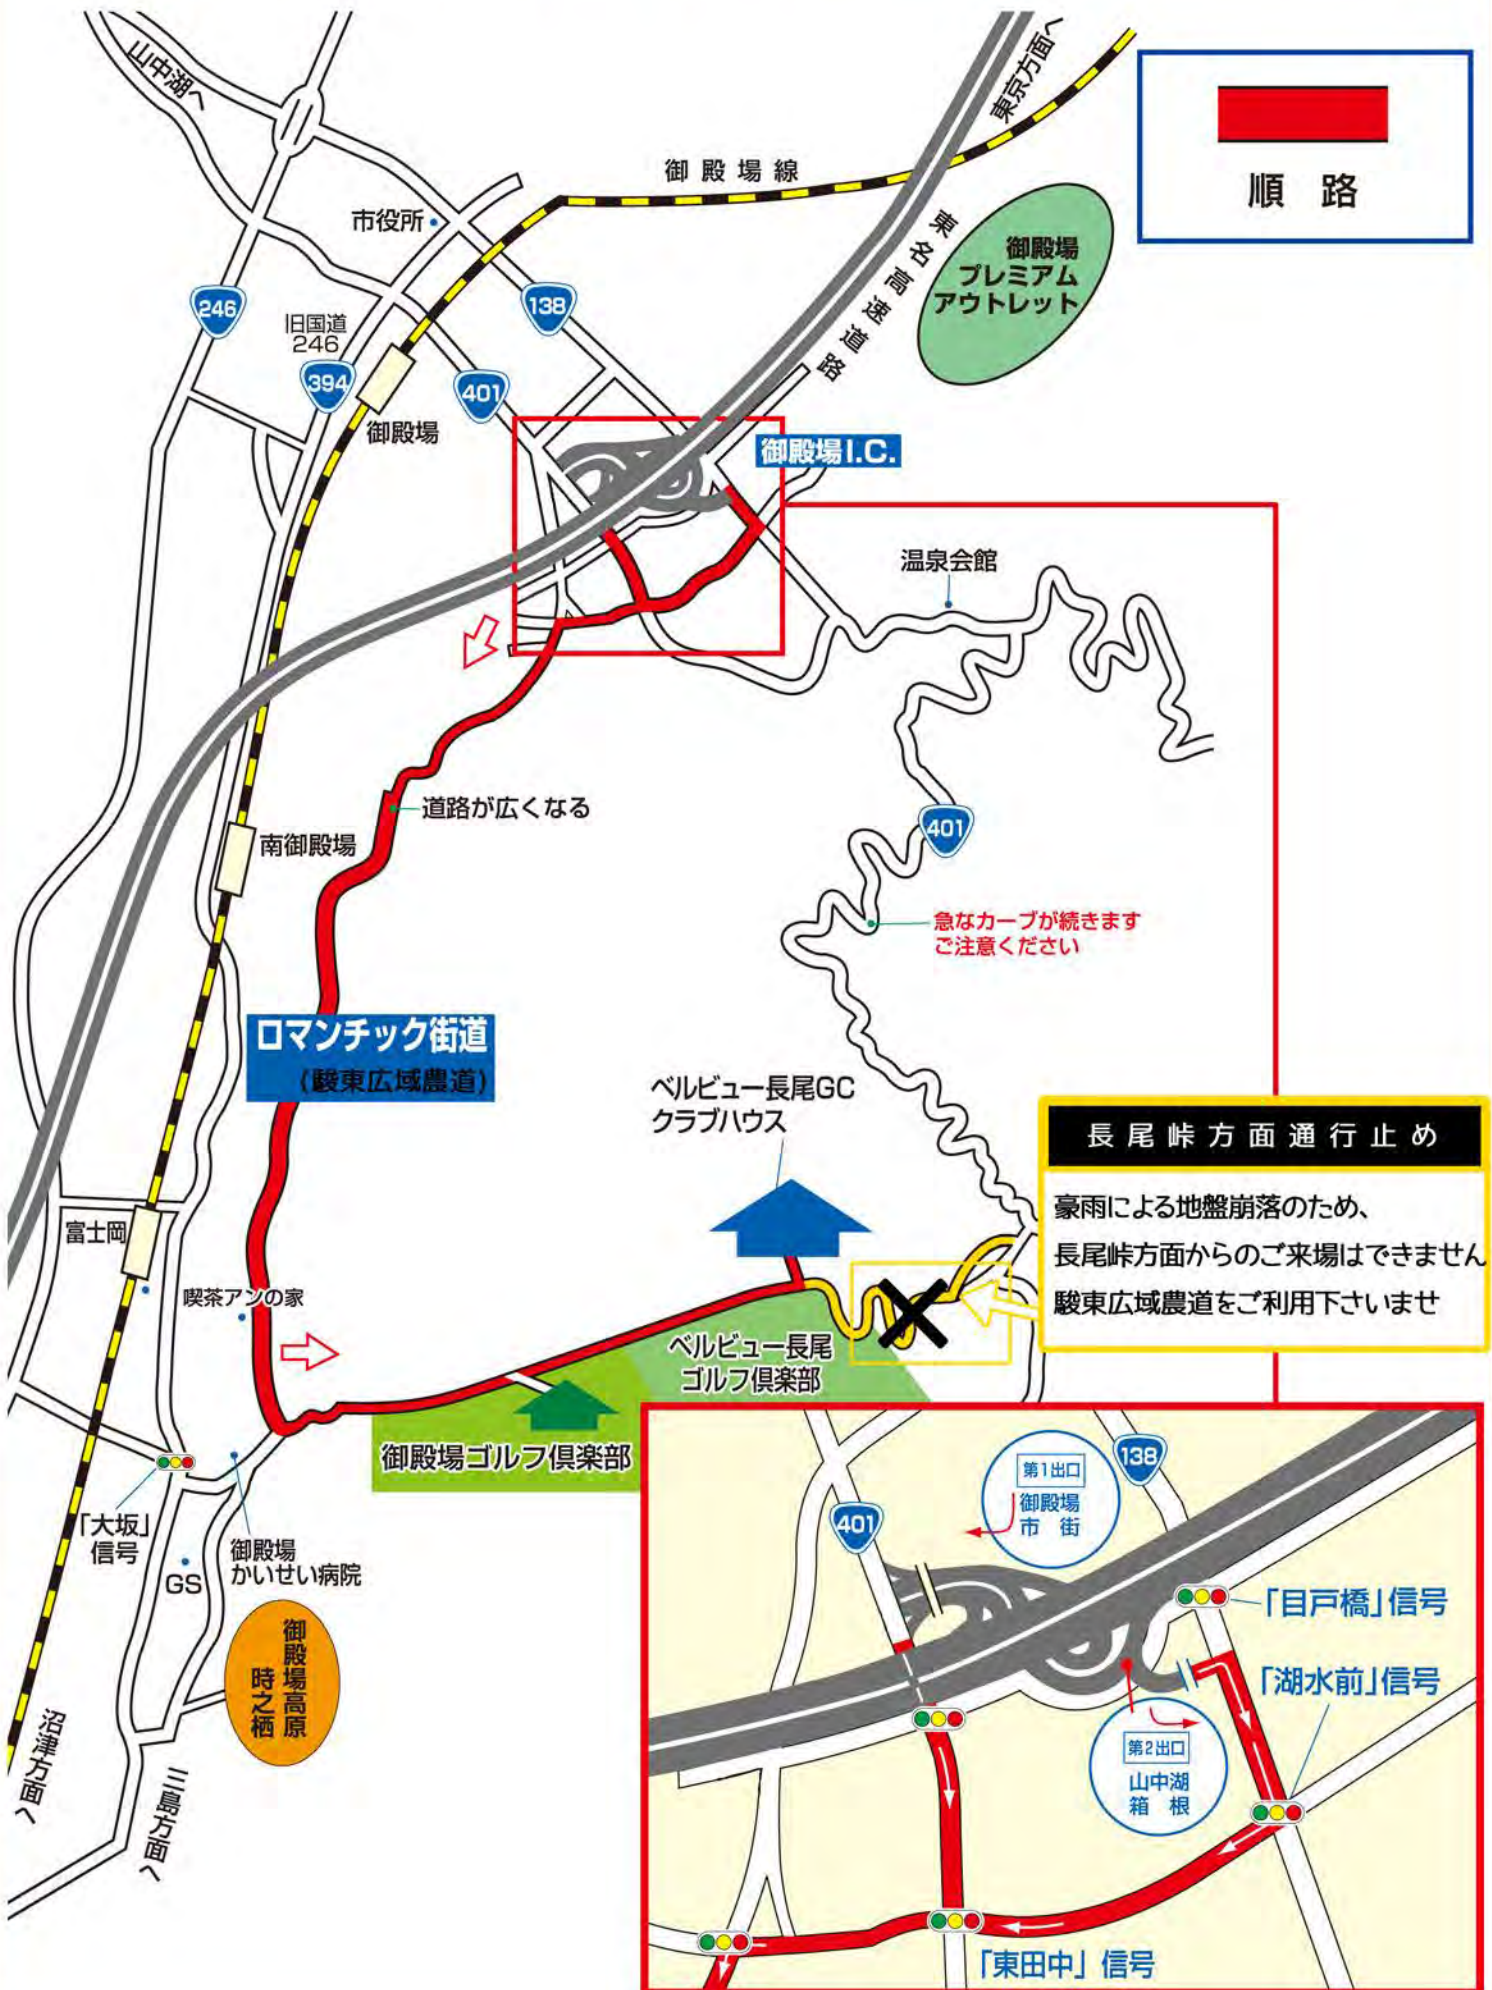 山中湖へ
東京方面へ
順 路
御殿場線
市役所
東名高速道路
御殿場
プレミアム
アウトレット
246
138
旧国道
246
394
401
御殿場
御殿場I.C.
温泉会館
道路が広くなる
401
南御殿場
急なカーブが続きます
ご注意ください
ロマンチック街道
(駿東広域農道)
ベルビュー長尾GC
クラブハウス
長尾峠方面通行止め
豪雨による地盤崩落のため、
長尾峠方面からのご来場はできません
駿東広域農道をご利用下さいませ
富士岡
喫茶アンの家
ベルビュー長尾
ゴルフ倶楽部
御殿場ゴルフ倶楽部
「大坂」
信号
御殿場
かいせい病院
GS
御殿場高原
時之栖
沼津方面へ
三島方面へ
第1出口
御殿場
市 街
138
401
「目戸橋」信号
「湖水前」信号
第2出口
山中湖
箱 根
「東田中」信号